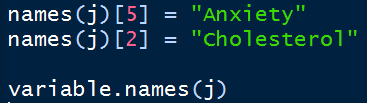 names(j)[5] = "Anxiety"
names(j)[2] = "Cholesterol"
variable.names(j)